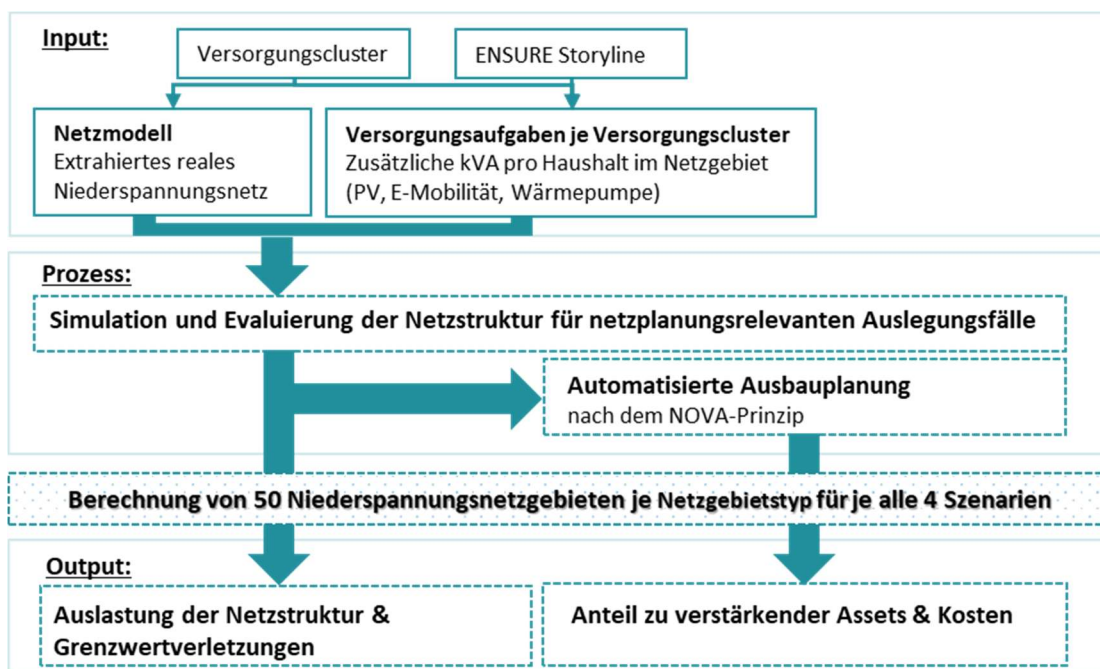 Input:
Versorgungscluster
ENSURE Storyline
Netzmodell
Extrahiertes reales
Niederspannungsnetz
Versorgungsaufgaben je Versorgungscluster
Zusätzliche kVA pro Haushalt im Netzgebiet
(PV, E-Mobilität, Wärmepumpe)
Prozess:
Simulation und Evaluierung der Netzstruktur für netzplanungsrelevanten Auslegungsfälle
Automatisierte Ausbauplanung
nach dem NOVA-Prinzip
Berechnung von 50 Niederspannungsnetzgebieten je Netzgebietstyp für je alle 4 Szenarien
Output:
Auslastung der Netzstruktur &
Grenzwertverletzungen
Anteil zu verstärkender Assets & Kosten